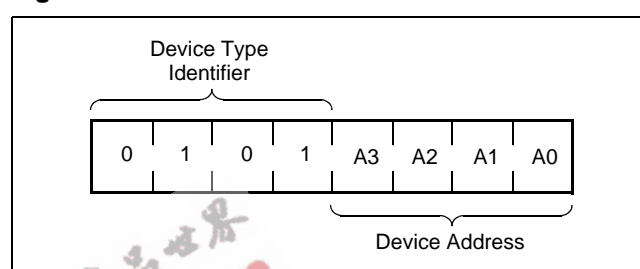 Device Type
Identifier
0 1 0 1 A3 A2 A1 A0
Device Address